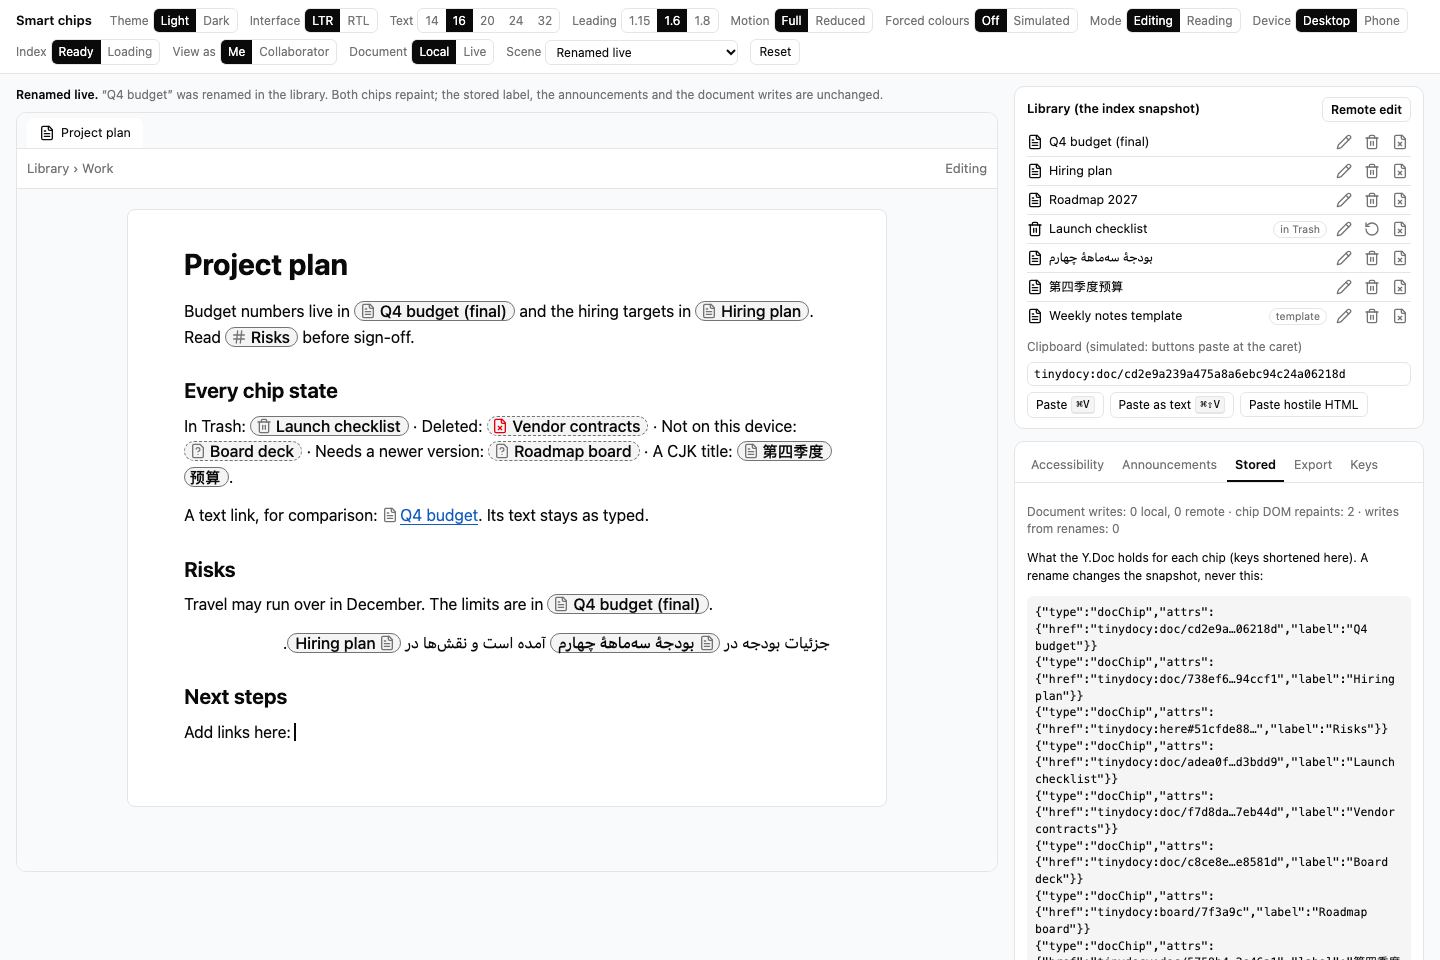 Smart chips Theme Light Dark Interface LTR RTL Text 14 16 20 24 32 Leading 1.15 1.6 1.8 Motion Full Reduced Forced colours Off Simulated Mode Editing Reading Device Desktop Phone
Index Ready Loading View as Me Collaborator Document Local Live Scene Renamed live Reset
Renamed live. “Q4 budget” was renamed in the library. Both chips repaint; the stored label, the announcements and the document writes are unchanged.
Project plan
Library › Work Editing
Project plan
Budget numbers live in Q4 budget (final) and the hiring targets in Hiring plan.
Read # Risks before sign-off.
Every chip state
In Trash: Launch checklist · Deleted: Vendor contracts · Not on this device:
Board deck · Needs a newer version: Roadmap board · A CJK title: 第四季度
预算.
A text link, for comparison: Q4 budget. Its text stays as typed.
Risks
Travel may run over in December. The limits are in Q4 budget (final).
جزئیات بودجه در بودجهٔ سه‌ماههٔ چهارم آمده است و نقش‌ها در Hiring plan.
Next steps
Add links here:
Library (the index snapshot) Remote edit
Q4 budget (final)
Hiring plan
Roadmap 2027
Launch checklist in Trash
بودجهٔ سه‌ماههٔ چهارم
第四季度预算
Weekly notes template template
Clipboard (simulated: buttons paste at the caret)
tinydocy:doc/cd2e9a239a475a8a6ebc94c24a06218d
Paste ⌘V Paste as text ⌘⇧V Paste hostile HTML
Accessibility Announcements Stored Export Keys
Document writes: 0 local, 0 remote · chip DOM repaints: 2 · writes
from renames: 0
What the Y.Doc holds for each chip (keys shortened here). A
rename changes the snapshot, never this:
{"type":"docChip","attrs":
{"href":"tinydocy:doc/cd2e9a…06218d","label":"Q4
budget"}}
{"type":"docChip","attrs":
{"href":"tinydocy:doc/738ef6…94ccf1","label":"Hiring
plan"}}
{"type":"docChip","attrs":
{"href":"tinydocy:here#51cfde88…","label":"Risks"}}
{"type":"docChip","attrs":
{"href":"tinydocy:doc/adea0f…d3bdd9","label":"Launch
checklist"}}
{"type":"docChip","attrs":
{"href":"tinydocy:doc/f7d8da…7eb44d","label":"Vendor
contracts"}}
{"type":"docChip","attrs":
{"href":"tinydocy:doc/c8ce8e…e8581d","label":"Board
deck"}}
{"type":"docChip","attrs":
{"href":"tinydocy:board/7f3a9c","label":"Roadmap
board"}}
{"type":"docChip","attrs":